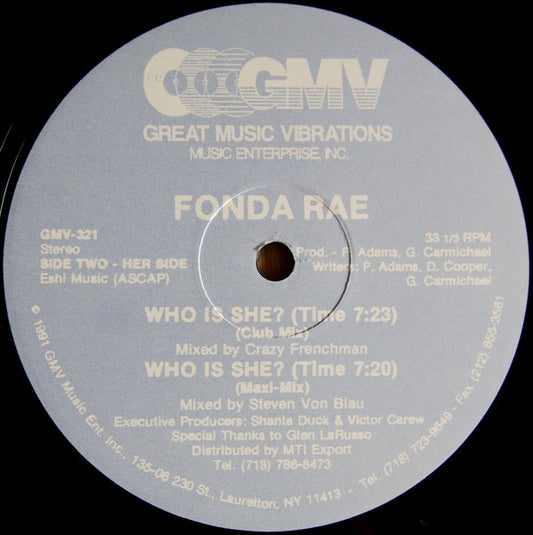 GMV
GREAT MUSIC VIBRATIONS
MUSIC ENTERPRISE, INC.
FONDA RAE
GMV-321
Stereo
SIDE TWO - HER SIDE
Eshi Music (ASCAP)
33 1/3 RPM
Prod. - P. Adams, G. Carmichael
Writers: P. Adams, D. Cooper,
G. Carmichael
WHO IS SHE? (Time 7:23)
(Club Mix)
Mixed by Crazy Frenchman
WHO IS SHE? (Time 7:20)
(Maxi-Mix)
Mixed by Steven Von Blau
Executive Producers: Shanta Duck & Victor Carew
Special Thanks to Glen LaRusso
Distributed by MTI Export
Tel. (718) 786-8473
© 1991 GMV Music Ent. Inc., 135-06 230 St., Laurelton, NY 11413 - Tel. (718) 723-9849 - Fax (212) 655-3581